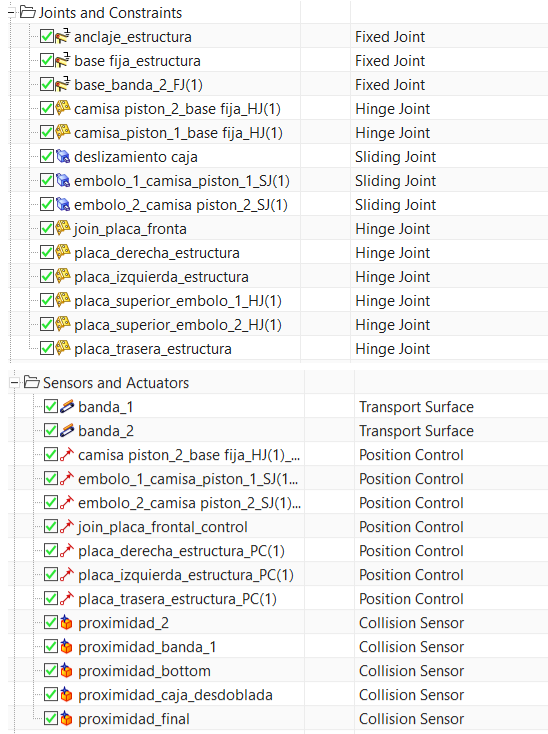 Joints and Constraints
anclaje_estructura Fixed Joint
base fija_estructura Fixed Joint
base_banda_2_FJ(1) Fixed Joint
camisa piston_2_base fija_HJ(1) Hinge Joint
camisa_piston_1_base fija_HJ(1) Hinge Joint
deslizamiento caja Sliding Joint
embolo_1_camisa_piston_1_SJ(1) Sliding Joint
embolo_2_camisa piston_2_SJ(1) Sliding Joint
join_placa_fronta Hinge Joint
placa_derecha_estructura Hinge Joint
placa_izquierda_estructura Hinge Joint
placa_superior_embolo_1_HJ(1) Hinge Joint
placa_superior_embolo_2_HJ(1) Hinge Joint
placa_trasera_estructura Hinge Joint
Sensors and Actuators
banda_1 Transport Surface
banda_2 Transport Surface
camisa piston_2_base fija_HJ(1)_... Position Control
embolo_1_camisa_piston_1_SJ(1... Position Control
embolo_2_camisa piston_2_SJ(1)... Position Control
join_placa_frontal_control Position Control
placa_derecha_estructura_PC(1) Position Control
placa_izquierda_estructura_PC(1) Position Control
placa_trasera_estructura_PC(1) Position Control
proximidad_2 Collision Sensor
proximidad_banda_1 Collision Sensor
proximidad_bottom Collision Sensor
proximidad_caja_desdoblada Collision Sensor
proximidad_final Collision Sensor